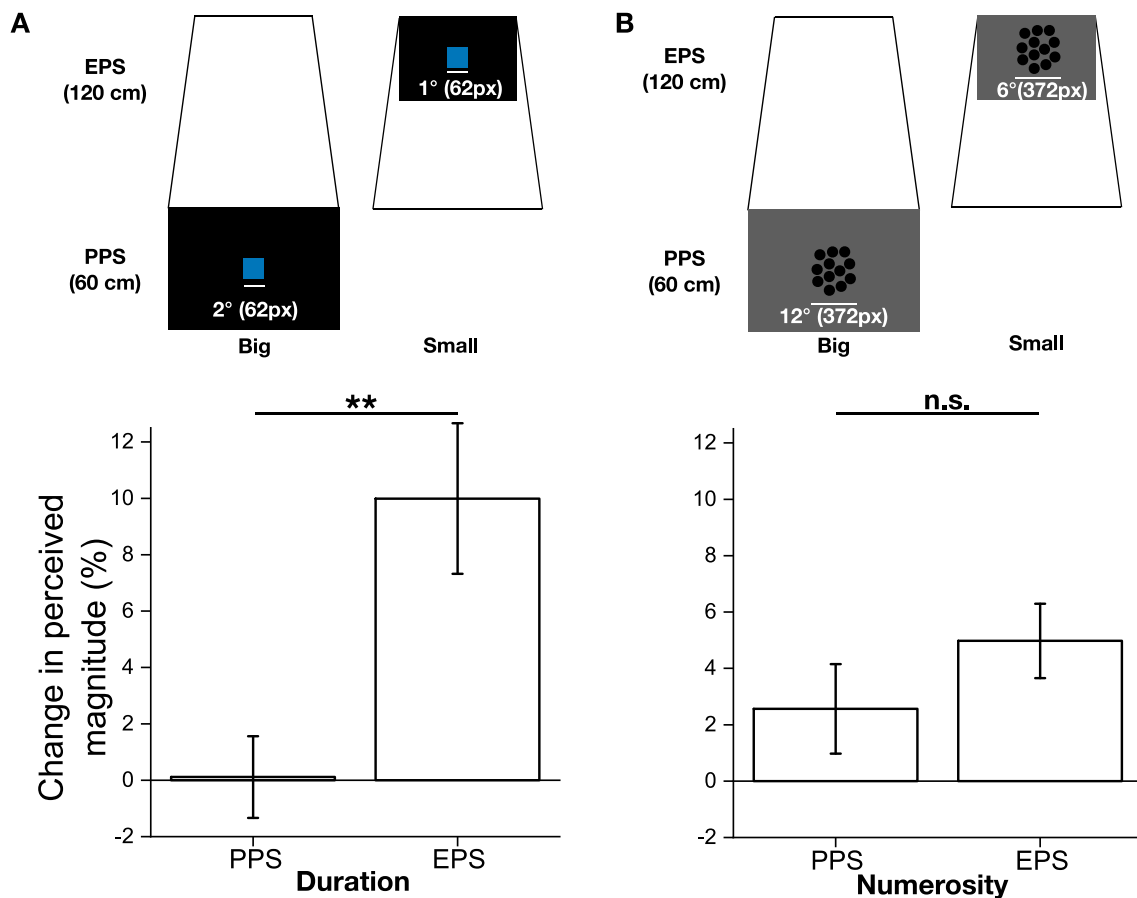 A
EPS
(120 cm)
1° (62px)
PPS
(60 cm)
2° (62px)
Big
Small
B
EPS
(120 cm)
6°(372px)
PPS
(60 cm)
12° (372px)
Big
Small
**
Change in perceived
magnitude (%)
12
10
8
6
4
2
0
-2
PPS
EPS
Duration
n.s.
12
10
8
6
4
2
0
-2
PPS
EPS
Numerosity